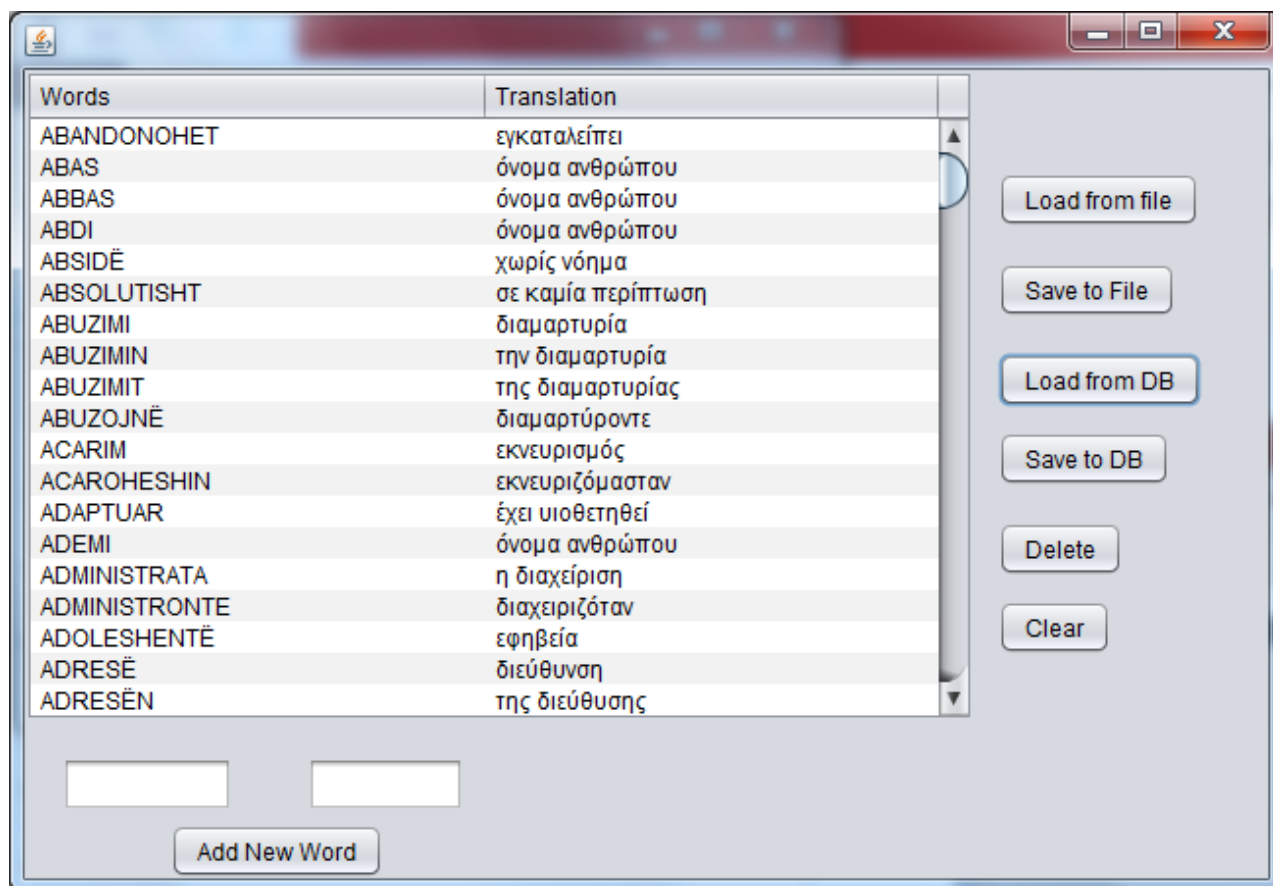 Words Translation
ABANDONOHET εγκαταλείπει
ABAS όνομα ανθρώπου
ABBAS όνομα ανθρώπου
ABDI όνομα ανθρώπου
ABSIDË χωρίς νόημα
ABSOLUTISHT σε καμία περίπτωση
ABUZIMI διαμαρτυρία
ABUZIMIN την διαμαρτυρία
ABUZIMIT της διαμαρτυρίας
ABUZOJNË διαμαρτύροντε
ACARIM εκνευρισμός
ACAROHESHIN εκνευριζόμασταν
ADAPTUAR έχει υιοθετηθεί
ADEMI όνομα ανθρώπου
ADMINISTRATA η διαχείριση
ADMINISTRONTE διαχειριζόταν
ADOLESHENTË εφηβεία
ADRESË διεύθυνση
ADRESËN της διεύθυσης
Load from file
Save to File
Load from DB
Save to DB
Delete
Clear
Add New Word